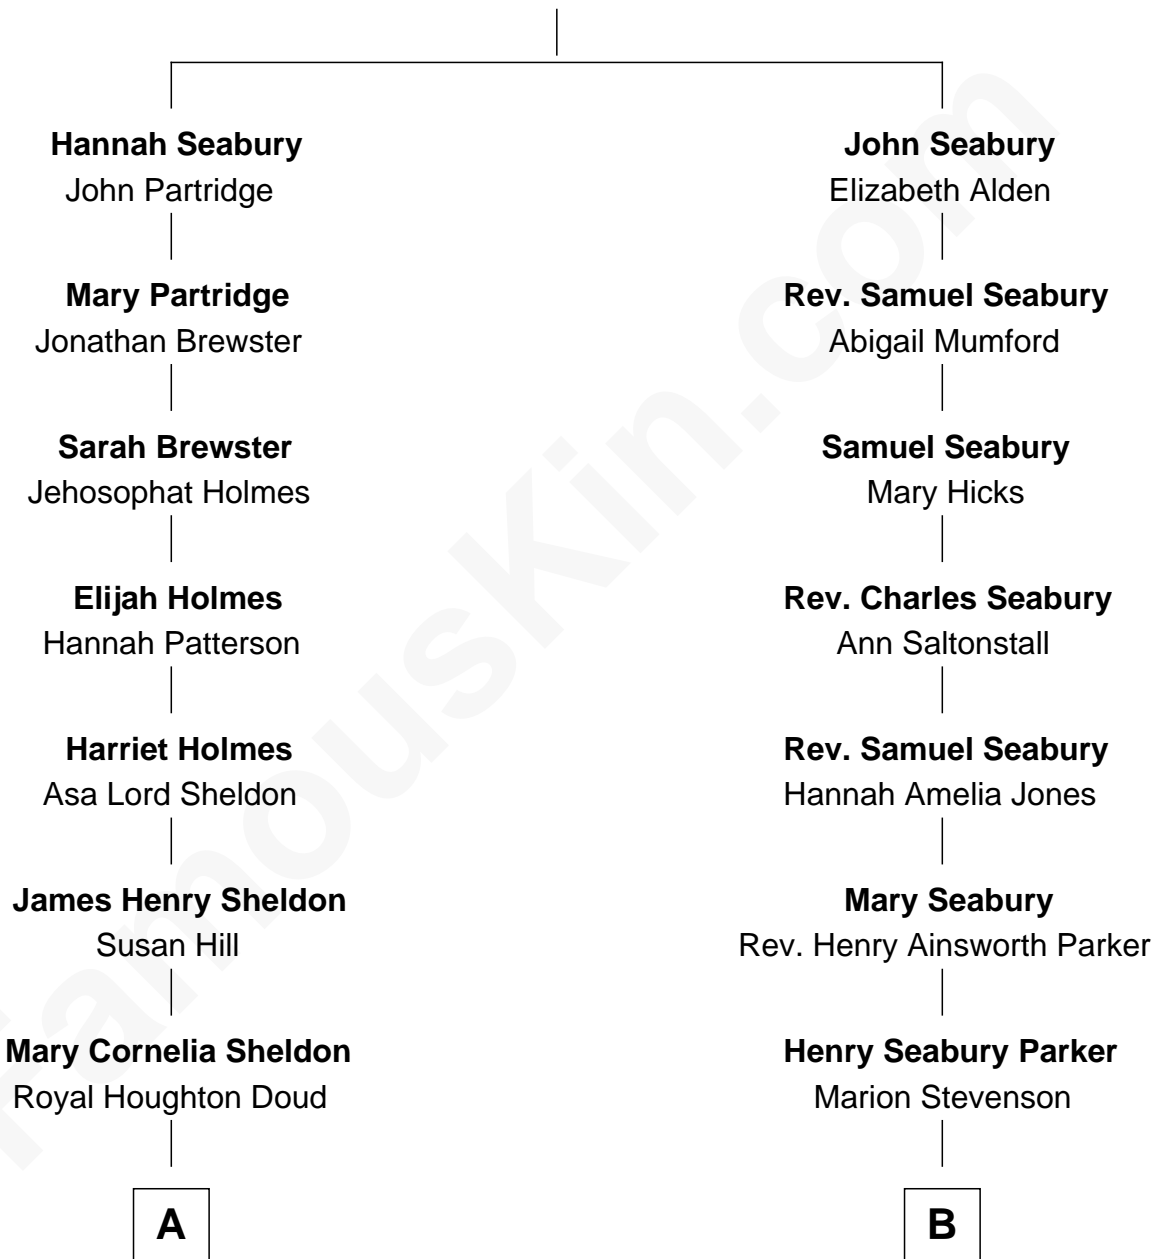 Hannah Seabury
John Partridge
John Seabury
Elizabeth Alden
Mary Partridge
Jonathan Brewster
Rev. Samuel Seabury
Abigail Mumford
Sarah Brewster
Jehosophat Holmes
Samuel Seabury
Mary Hicks
Elijah Holmes
Hannah Patterson
Rev. Charles Seabury
Ann Saltonstall
Harriet Holmes
Asa Lord Sheldon
Rev. Samuel Seabury
Hannah Amelia Jones
James Henry Sheldon
Susan Hill
Mary Seabury
Rev. Henry Ainsworth Parker
Mary Cornelia Sheldon
Royal Houghton Doud
Henry Seabury Parker
Marion Stevenson
A
B
FamousKin.com